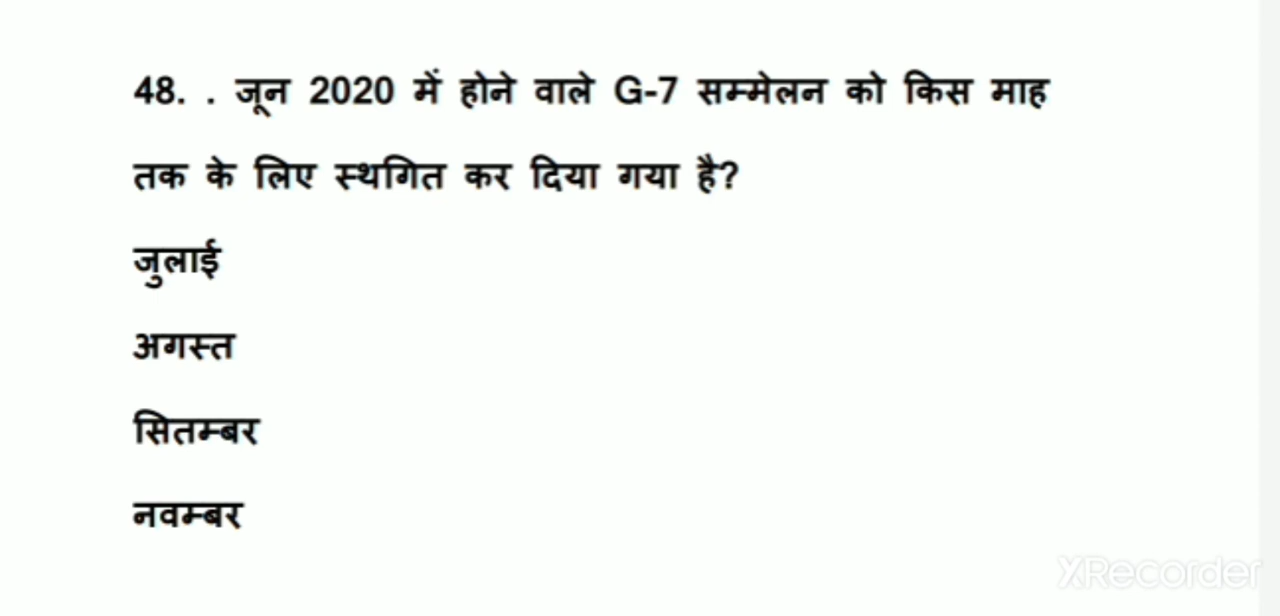 48. . जून 2020 में होने वाले G-7 सम्मेलन को किस माह
तक के लिए स्थगित कर दिया गया है?
जुलाई
अगस्त
सितम्बर
नवम्बर
XRecorder